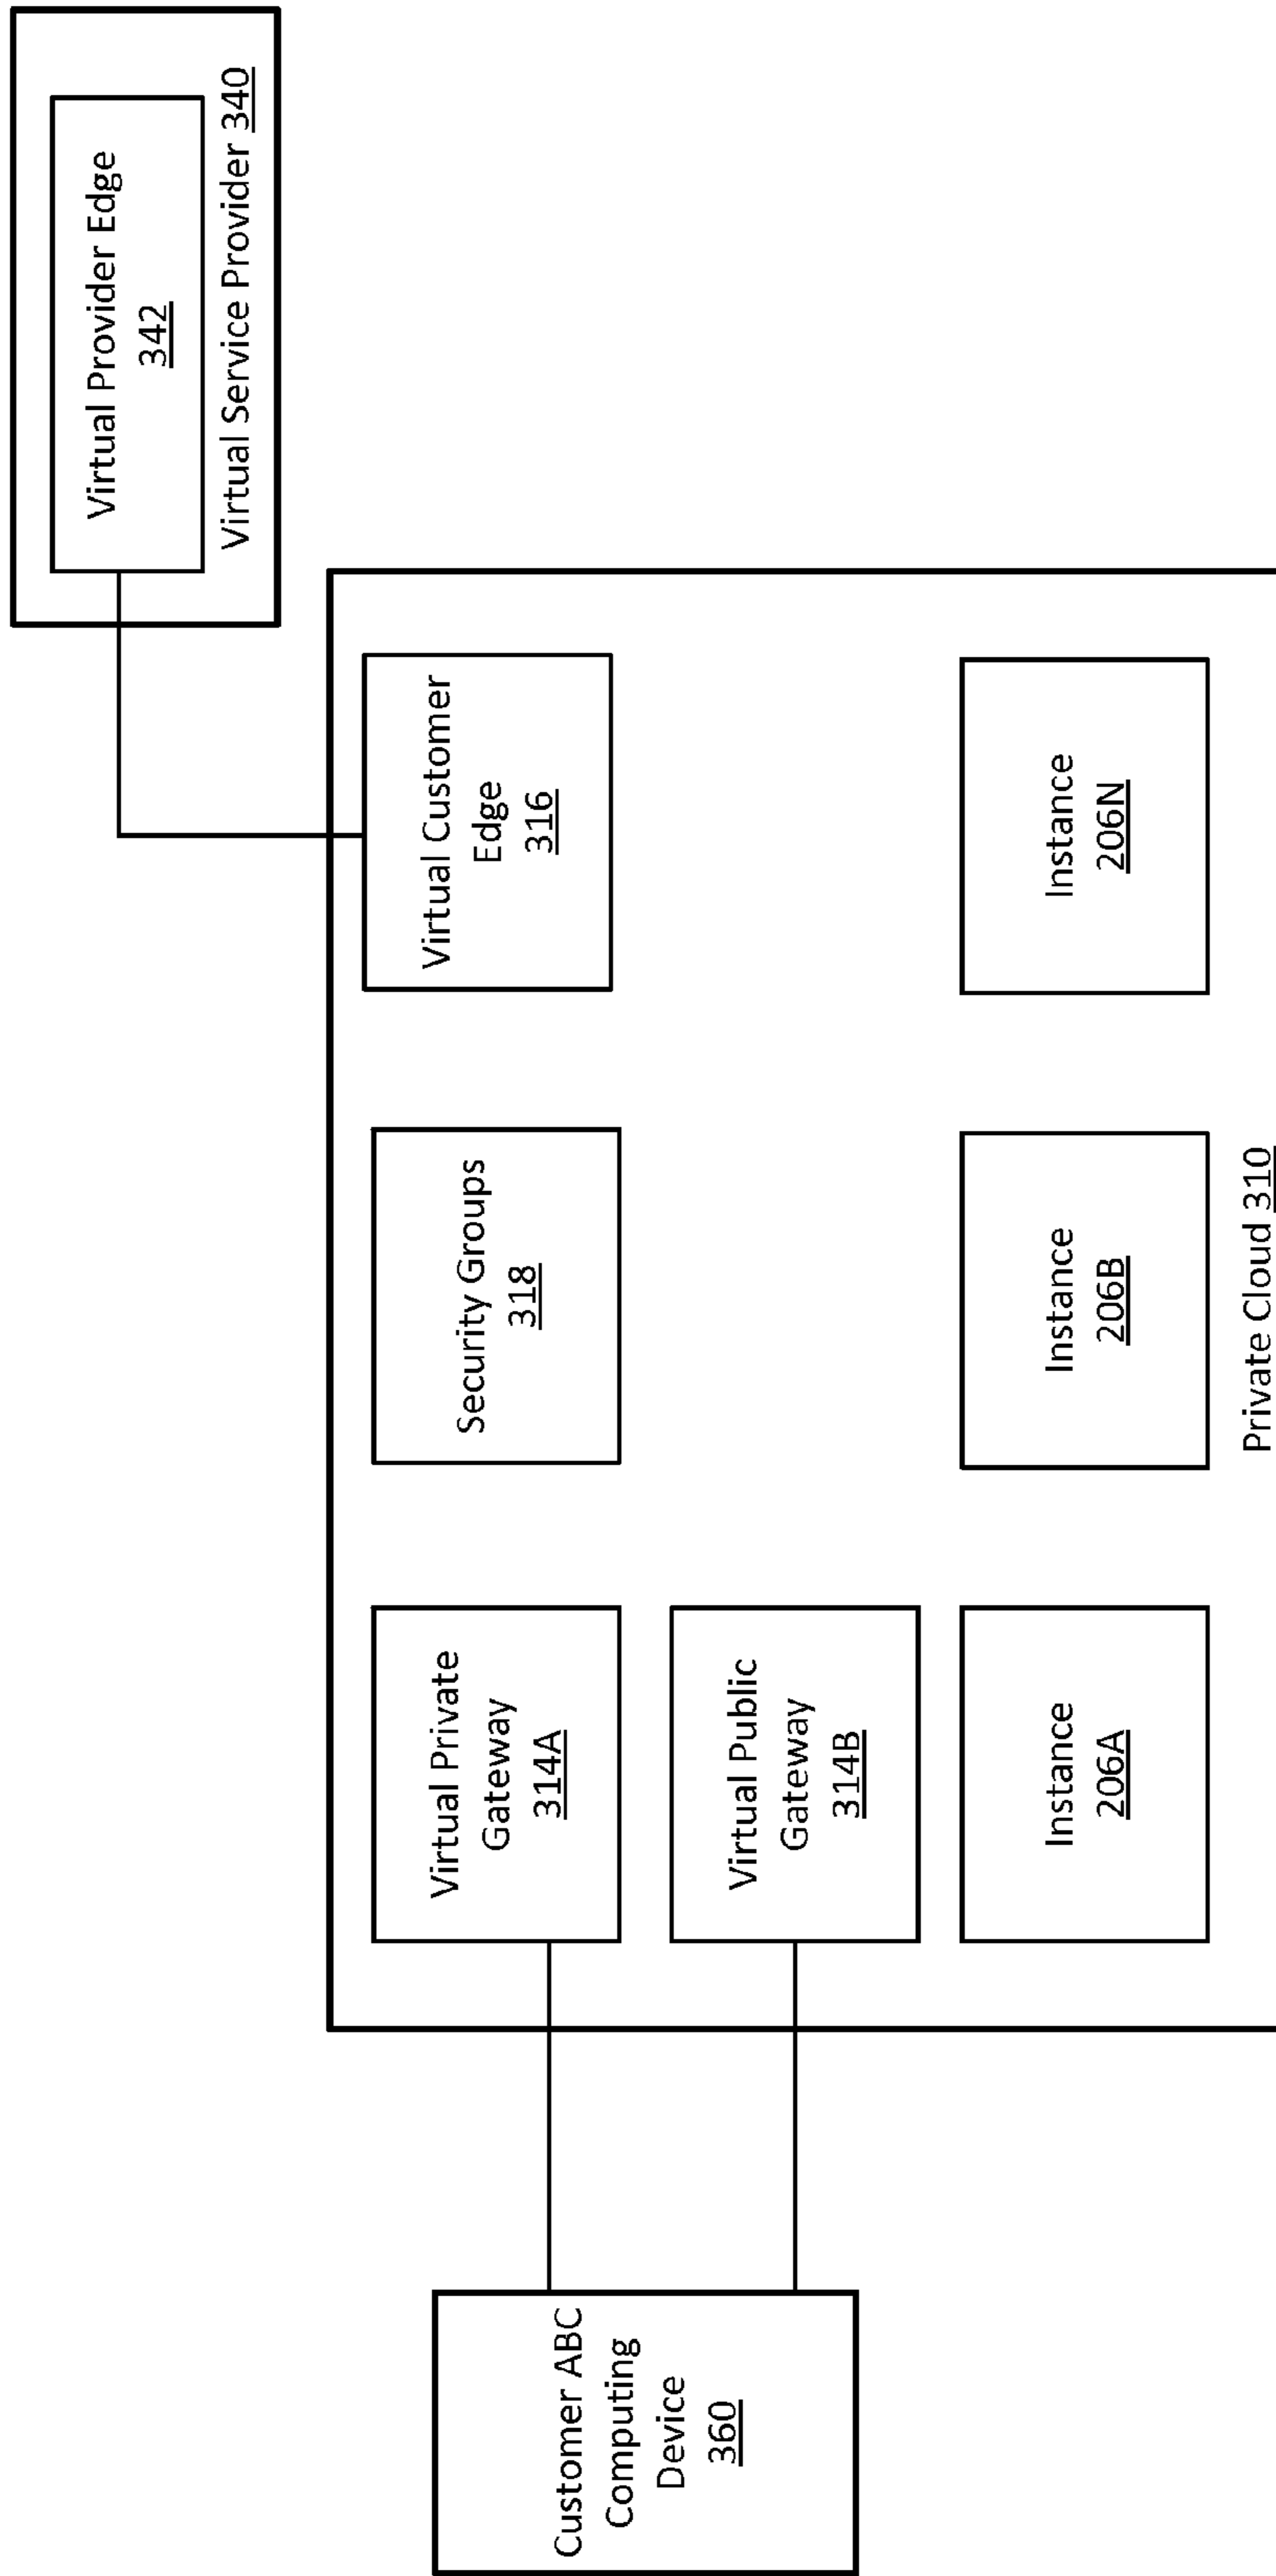 Virtual Provider Edge
342
Virtual Service Provider 340
Customer ABC
Computing
Device
360
Virtual Private
Gateway
314A
Security Groups
318
Virtual Customer
Edge
316
Virtual Public
Gateway
314B
Instance
206A
Instance
206B
Instance
206N
Private Cloud 310